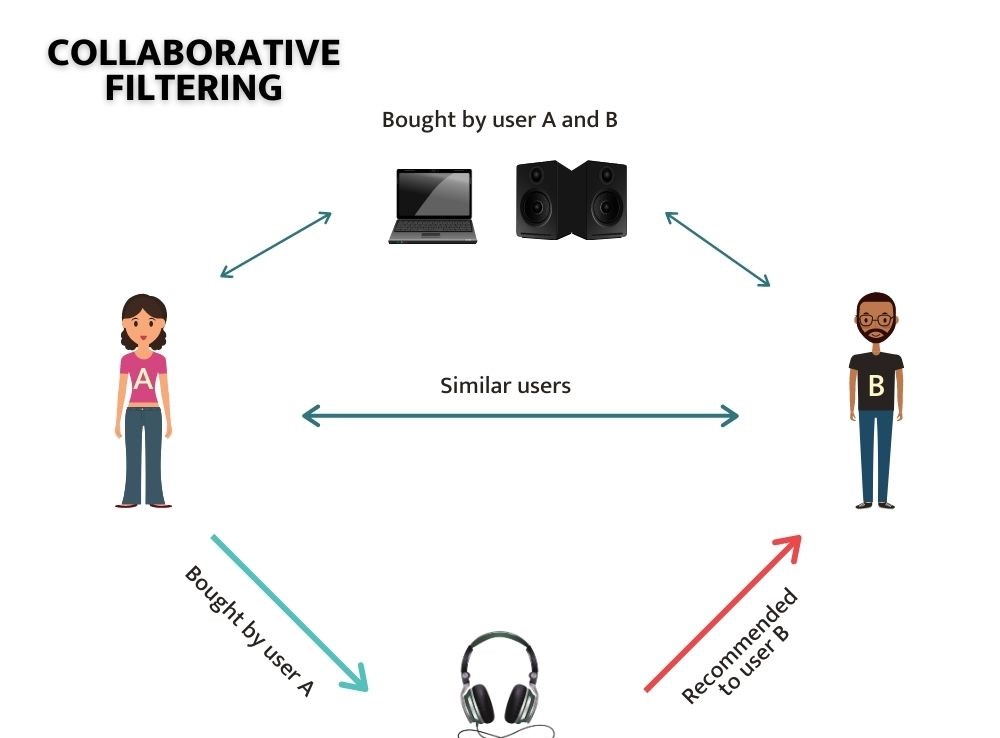 COLLABORATIVE
FILTERING
Bought by user A and B
A
B
Similar users
Bought by user A
Recommended
to user B